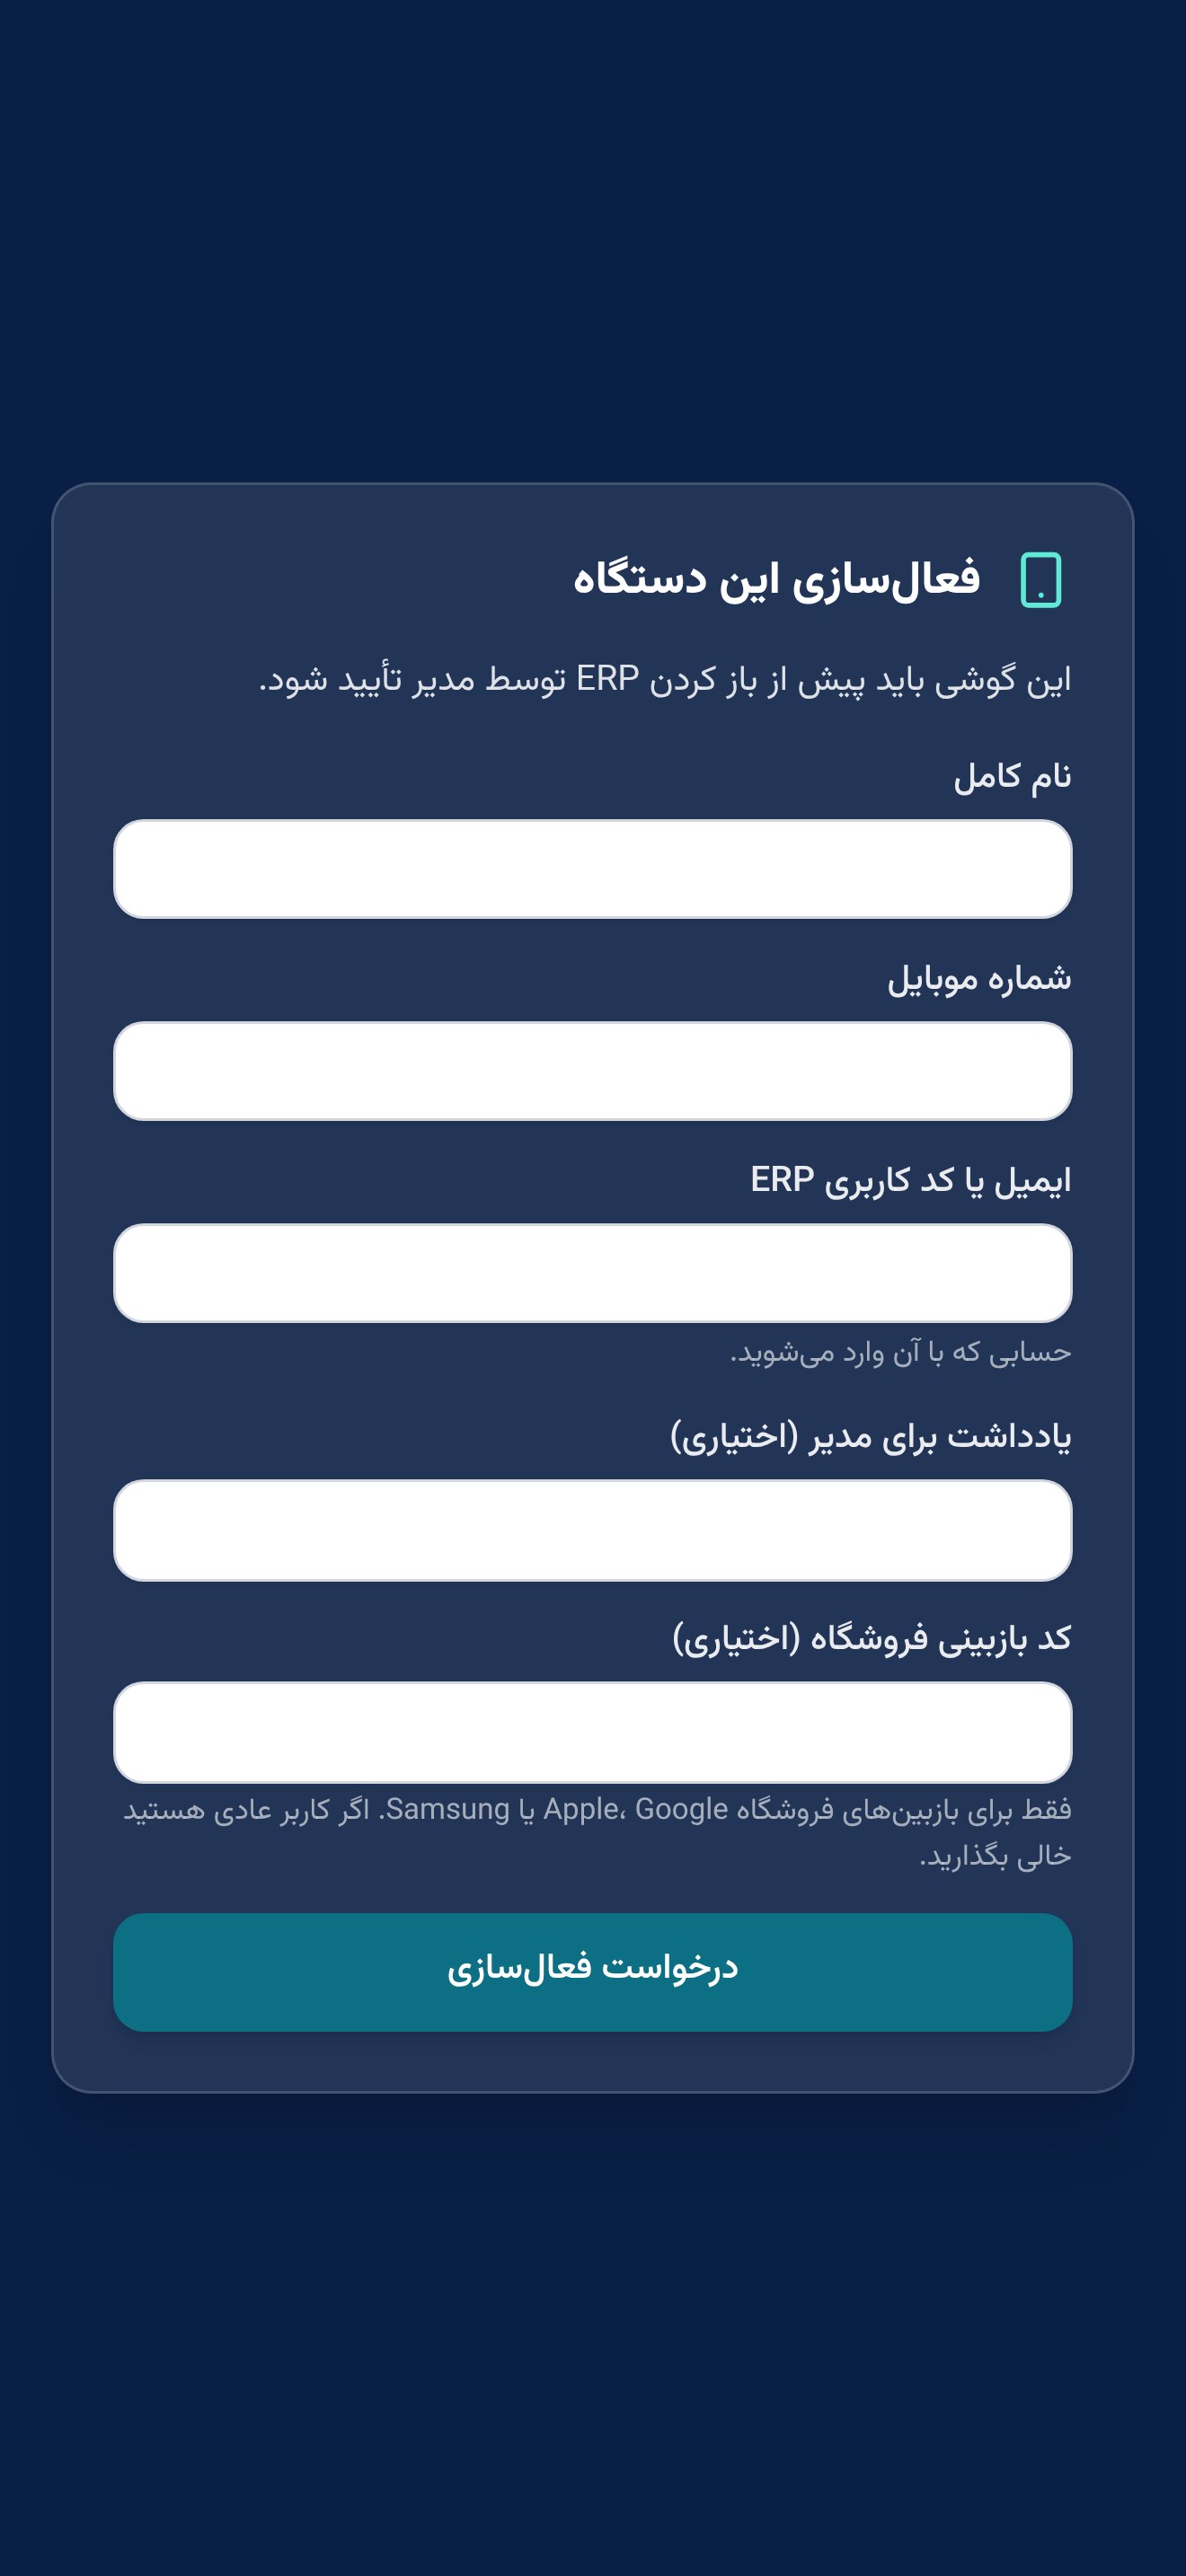 فعال‌سازی این دستگاه
این گوشی باید پیش از باز کردن ERP توسط مدیر تأیید شود.
نام کامل
شماره موبایل
ایمیل یا کد کاربری ERP
حسابی که با آن وارد می‌شوید.
یادداشت برای مدیر (اختیاری)
کد بازبینی فروشگاه (اختیاری)
فقط برای بازبین‌های فروشگاه Apple، Google یا Samsung. اگر کاربر عادی هستید
خالی بگذارید.
درخواست فعال‌سازی